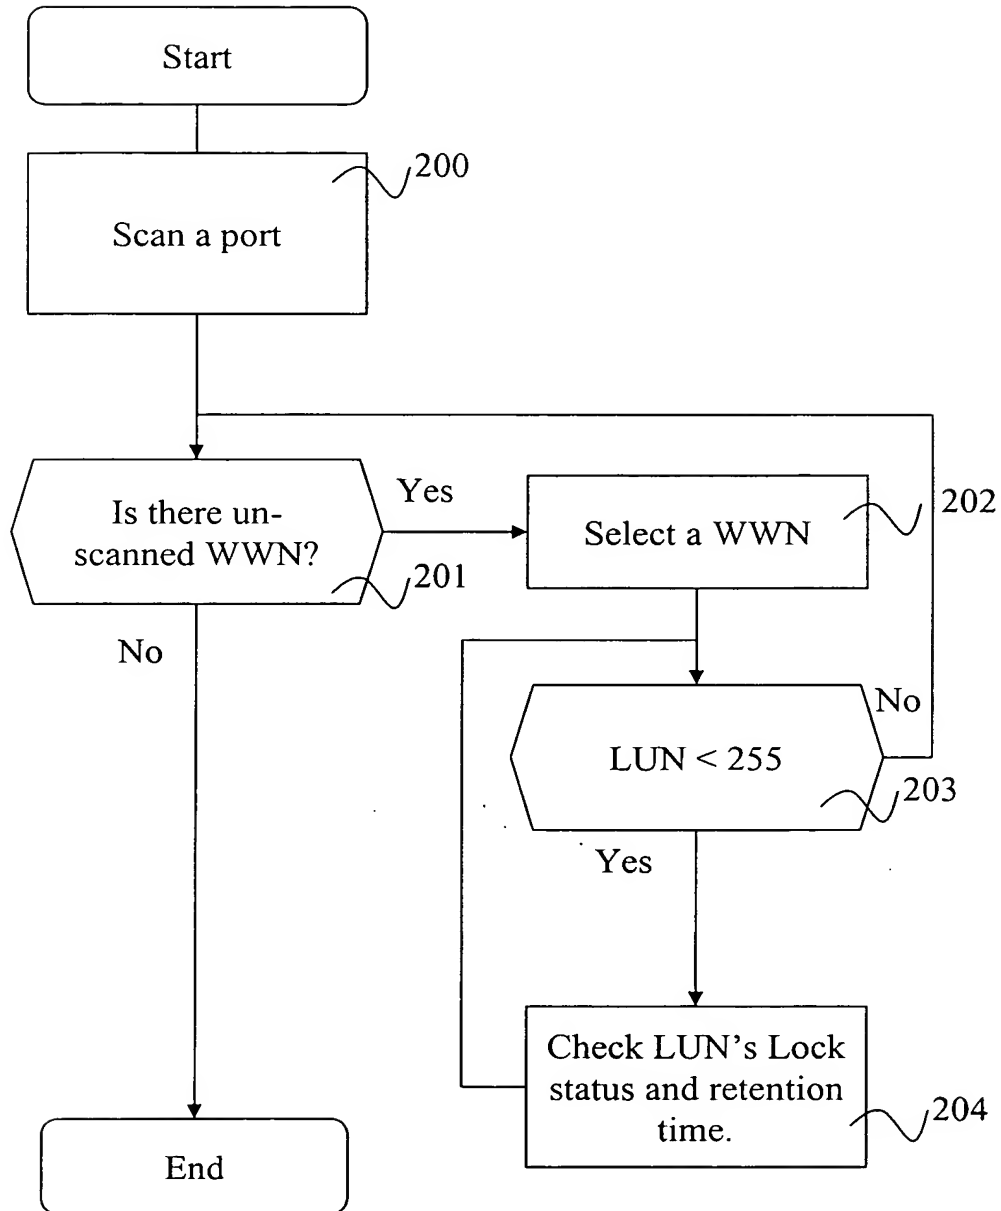 Start
200
Scan a port
Is there un-
scanned WWN?
201
Yes
Select a WWN
202
No
LUN < 255
No
203
Yes
Check LUN's Lock
status and retention
time.
204
End